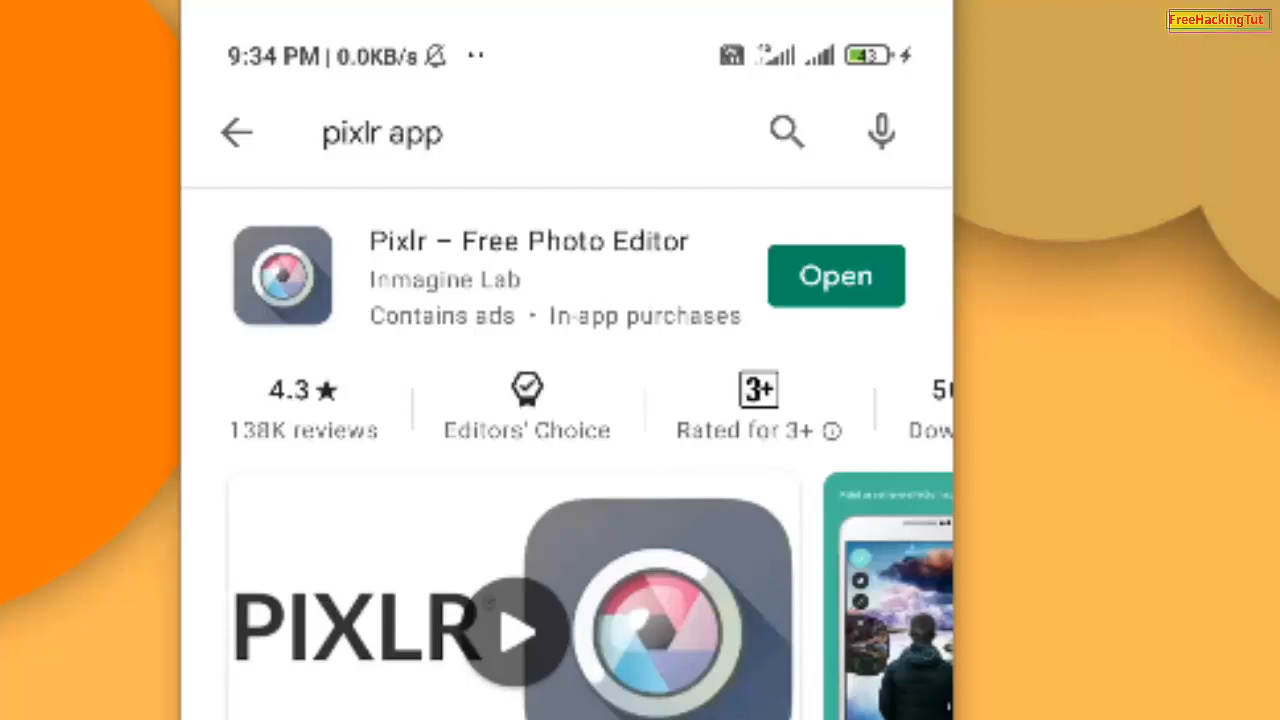 FreeHackingTut
9:34 PM | 0.0KB/s
43
pixlr app
Pixlr – Free Photo Editor
Inmagine Lab
Contains ads • In-app purchases
Open
4.3★
138K reviews
Editors' Choice
3+
Rated for 3+
PIXLR